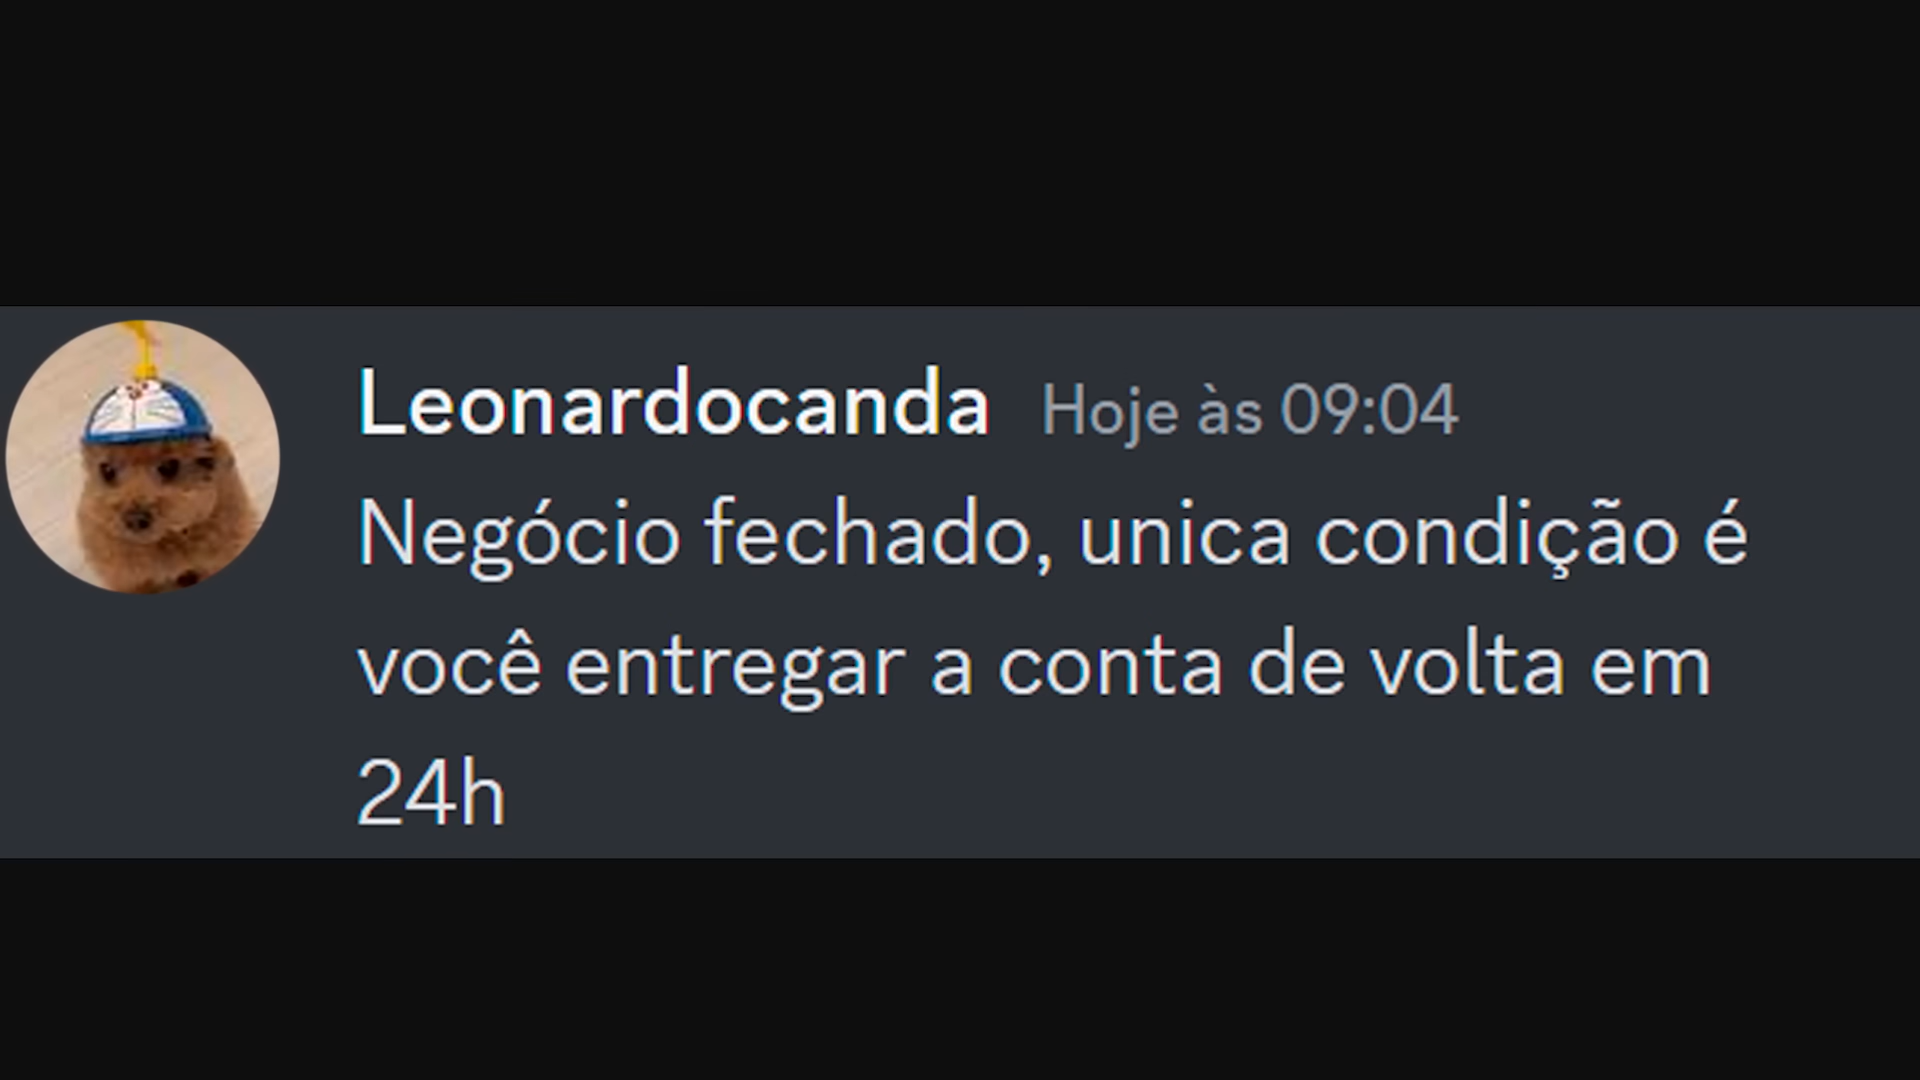 Leonardocanda Hoje às 09:04
Negócio fechado, unica condição é
você entregar a conta de volta em
24h